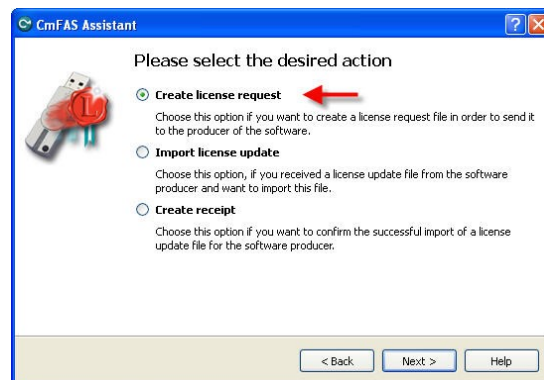 CmFAS Assistant
Please select the desired action
Create license request
Choose this option if you want to create a license request file in order to send it
to the producer of the software.
Import license update
Choose this option, if you received a license update file from the software
producer and want to import this file.
Create receipt
Choose this option if you want to confirm the successful import of a license
update file for the software producer.
< Back
Next >
Help